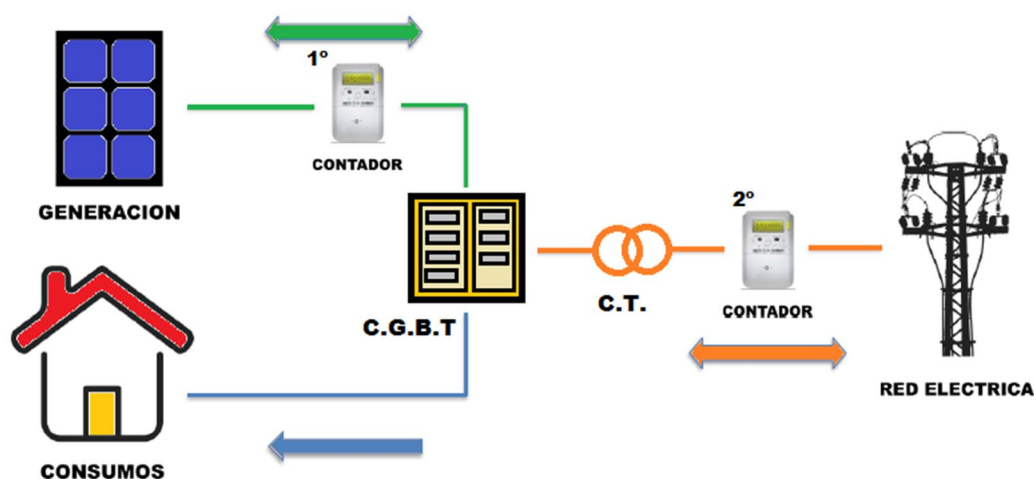 1º
CONTADOR
GENERACION
2º
C.G.B.T
C.T.
CONTADOR
RED ELECTRICA
CONSUMOS